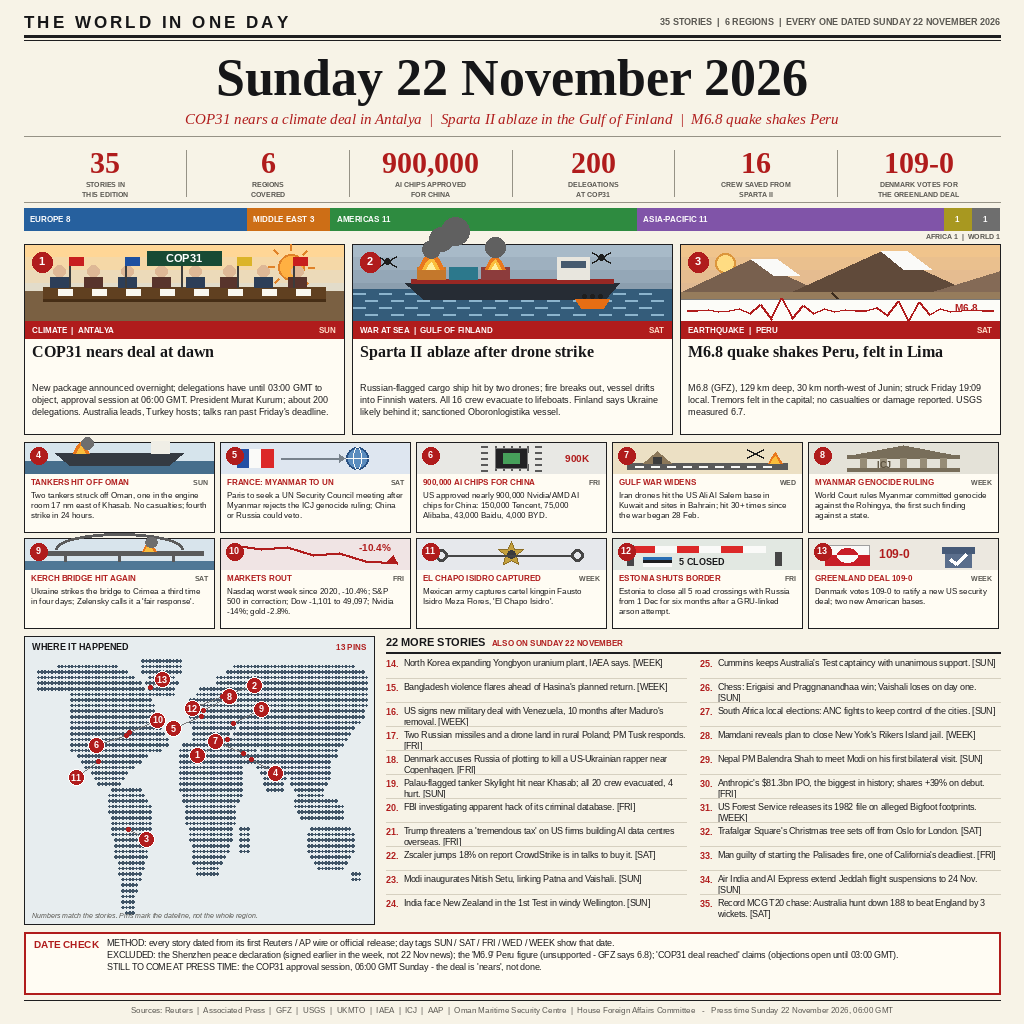 THE WORLD IN ONE DAY
35 STORIES | 6 REGIONS | EVERY ONE DATED SUNDAY 22 NOVEMBER 2026
Sunday 22 November 2026
COP31 nears a climate deal in Antalya | Sparta II ablaze in the Gulf of Finland | M6.8 quake shakes Peru
35
STORIES IN
THIS EDITION
6
REGIONS
COVERED
900,000
AI CHIPS APPROVED
FOR CHINA
200
DELEGATIONS
AT COP31
16
CREW SAVED FROM
SPARTA II
109-0
DENMARK VOTES FOR
THE GREENLAND DEAL
EUROPE 8
MIDDLE EAST 3
AMERICAS 11
ASIA-PACIFIC 11
1
1
AFRICA 1 | WORLD 1
1
COP31
CLIMATE | ANTALYA SUN
COP31 nears deal at dawn
New package announced overnight; delegations have until 03:00 GMT to
object, approval session at 06:00 GMT. President Murat Kurum; about 200
delegations. Australia leads, Turkey hosts; talks ran past Friday's deadline.
2
WAR AT SEA | GULF OF FINLAND SAT
Sparta II ablaze after drone strike
Russian-flagged cargo ship hit by two drones; fire breaks out, vessel drifts
into Finnish waters. All 16 crew evacuate to lifeboats. Finland says Ukraine
likely behind it; sanctioned Oboronlogistika vessel.
3
M6.8
EARTHQUAKE | PERU SAT
M6.8 quake shakes Peru, felt in Lima
M6.8 (GFZ), 129 km deep, 30 km north-west of Junin; struck Friday 19:09
local. Tremors felt in the capital; no casualties or damage reported. USGS
measured 6.7.
4
TANKERS HIT OFF OMAN SUN
Two tankers struck off Oman, one in the engine
room 17 nm east of Khasab. No casualties; fourth
strike in 24 hours.
5
FRANCE: MYANMAR TO UN SAT
Paris to seek a UN Security Council meeting after
Myanmar rejects the ICJ genocide ruling; China
or Russia could veto.
6
900K
900,000 AI CHIPS FOR CHINA FRI
US approved nearly 900,000 Nvidia/AMD AI
chips for China: 150,000 Tencent, 75,000
Alibaba, 43,000 Baidu, 4,000 BYD.
7
GULF WAR WIDENS WED
Iran drones hit the US Ali Al Salem base in
Kuwait and sites in Bahrain; hit 30+ times since
the war began 28 Feb.
8
ICJ
MYANMAR GENOCIDE RULING WEEK
World Court rules Myanmar committed genocide
against the Rohingya, the first such finding
against a state.
9
KERCH BRIDGE HIT AGAIN SAT
Ukraine strikes the bridge to Crimea a third time
in four days; Zelensky calls it a 'fair response'.
10
-10.4%
MARKETS ROUT FRI
Nasdaq worst week since 2020, -10.4%; S&P
500 in correction; Dow -1,101 to 49,097; Nvidia
-14%; gold -2.8%.
11
EL CHAPO ISIDRO CAPTURED WEEK
Mexican army captures cartel kingpin Fausto
Isidro Meza Flores, 'El Chapo Isidro'.
12
5 CLOSED
ESTONIA SHUTS BORDER FRI
Estonia to close all 5 road crossings with Russia
from 1 Dec for six months after a GRU-linked
arson attempt.
13
109-0
GREENLAND DEAL 109-0 WEEK
Denmark votes 109-0 to ratify a new US security
deal; two new American bases.
WHERE IT HAPPENED 13 PINS
13
2
8
12
9
10
5
7
6
1
11
4
3
Numbers match the stories. Pins mark the dateline, not the whole region.
22 MORE STORIES ALSO ON SUNDAY 22 NOVEMBER
14. North Korea expanding Yongbyon uranium plant, IAEA says. [WEEK]
15. Bangladesh violence flares ahead of Hasina's planned return. [WEEK]
16. US signs new military deal with Venezuela, 10 months after Maduro's
removal. [WEEK]
17. Two Russian missiles and a drone land in rural Poland; PM Tusk responds.
[FRI]
18. Denmark accuses Russia of plotting to kill a US-Ukrainian rapper near
Copenhagen. [FRI]
19. Palau-flagged tanker Skylight hit near Khasab; all 20 crew evacuated, 4
hurt. [SUN]
20. FBI investigating apparent hack of its criminal database. [FRI]
21. Trump threatens a 'tremendous tax' on US firms building AI data centres
overseas. [FRI]
22. Zscaler jumps 18% on report CrowdStrike is in talks to buy it. [SAT]
23. Modi inaugurates Nitish Setu, linking Patna and Vaishali. [SUN]
24. India face New Zealand in the 1st Test in windy Wellington. [SUN]
25. Cummins keeps Australia's Test captaincy with unanimous support. [SUN]
26. Chess: Erigaisi and Praggnanandhaa win; Vaishali loses on day one.
[SUN]
27. South Africa local elections: ANC fights to keep control of the cities. [SUN]
28. Mamdani reveals plan to close New York's Rikers Island jail. [WEEK]
29. Nepal PM Balendra Shah to meet Modi on his first bilateral visit. [SUN]
30. Anthropic's $81.3bn IPO, the biggest in history; shares +39% on debut.
[FRI]
31. US Forest Service releases its 1982 file on alleged Bigfoot footprints.
[WEEK]
32. Trafalgar Square's Christmas tree sets off from Oslo for London. [SAT]
33. Man guilty of starting the Palisades fire, one of California's deadliest. [FRI]
34. Air India and AI Express extend Jeddah flight suspensions to 24 Nov.
[SUN]
35. Record MCG T20 chase: Australia hunt down 188 to beat England by 3
wickets. [SAT]
DATE CHECK
METHOD: every story dated from its first Reuters / AP wire or official release; day tags SUN / SAT / FRI / WED / WEEK show that date.
EXCLUDED: the Shenzhen peace declaration (signed earlier in the week, not 22 Nov news); the 'M6.9' Peru figure (unsupported - GFZ says 6.8); 'COP31 deal reached' claims (objections open until 03:00 GMT).
STILL TO COME AT PRESS TIME: the COP31 approval session, 06:00 GMT Sunday - the deal is 'nears', not done.
Sources: Reuters | Associated Press | GFZ | USGS | UKMTO | IAEA | ICJ | AAP | Oman Maritime Security Centre | House Foreign Affairs Committee - Press time Sunday 22 November 2026, 06:00 GMT